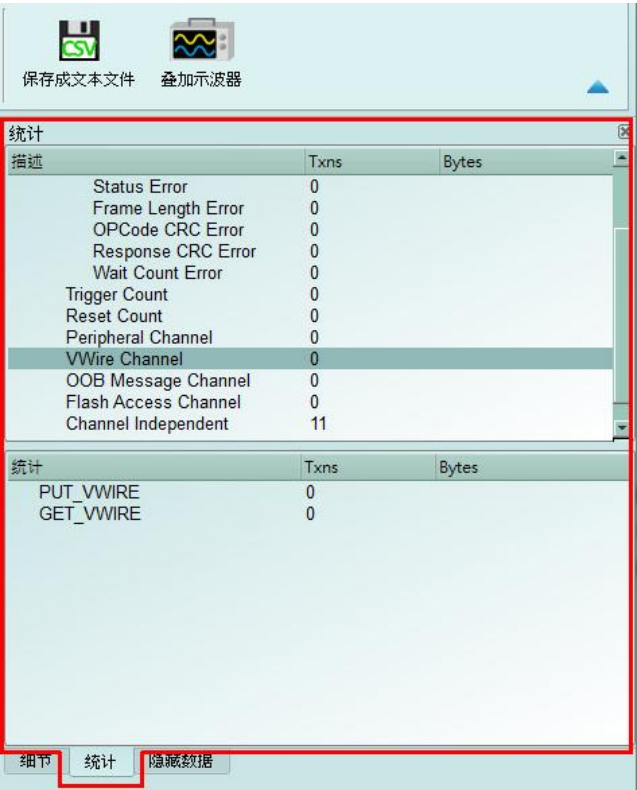 CSV
保存成文本文件 叠加示波器
统计
描述 Txns Bytes
Status Error 0
Frame Length Error 0
OPCode CRC Error 0
Response CRC Error 0
Wait Count Error 0
Trigger Count 0
Reset Count 0
Peripheral Channel 0
VWire Channel 0
OOB Message Channel 0
Flash Access Channel 0
Channel Independent 11
统计 Txns Bytes
PUT_VWIRE 0
GET_VWIRE 0
细节 统计 隐藏数据